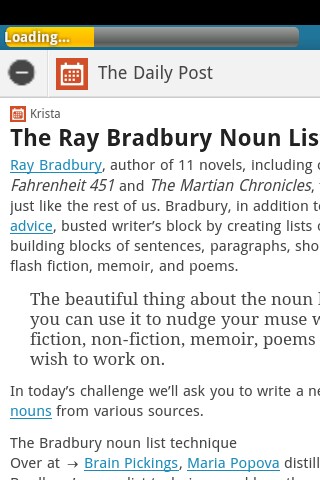 Loading...
The Daily Post
Krista
The Ray Bradbury Noun Lis
Ray Bradbury, author of 11 novels, including
Fahrenheit 451 and The Martian Chronicles,
just like the rest of us. Bradbury, in addition t
advice, busted writer's block by creating lists
building blocks of sentences, paragraphs, sho
flash fiction, memoir, and poems.
The beautiful thing about the noun
you can use it to nudge your muse w
fiction, non-fiction, memoir, poems
wish to work on.
In today's challenge we'll ask you to write a ne
nouns from various sources.
The Bradbury noun list technique
Over at → Brain Pickings, Maria Popova distill